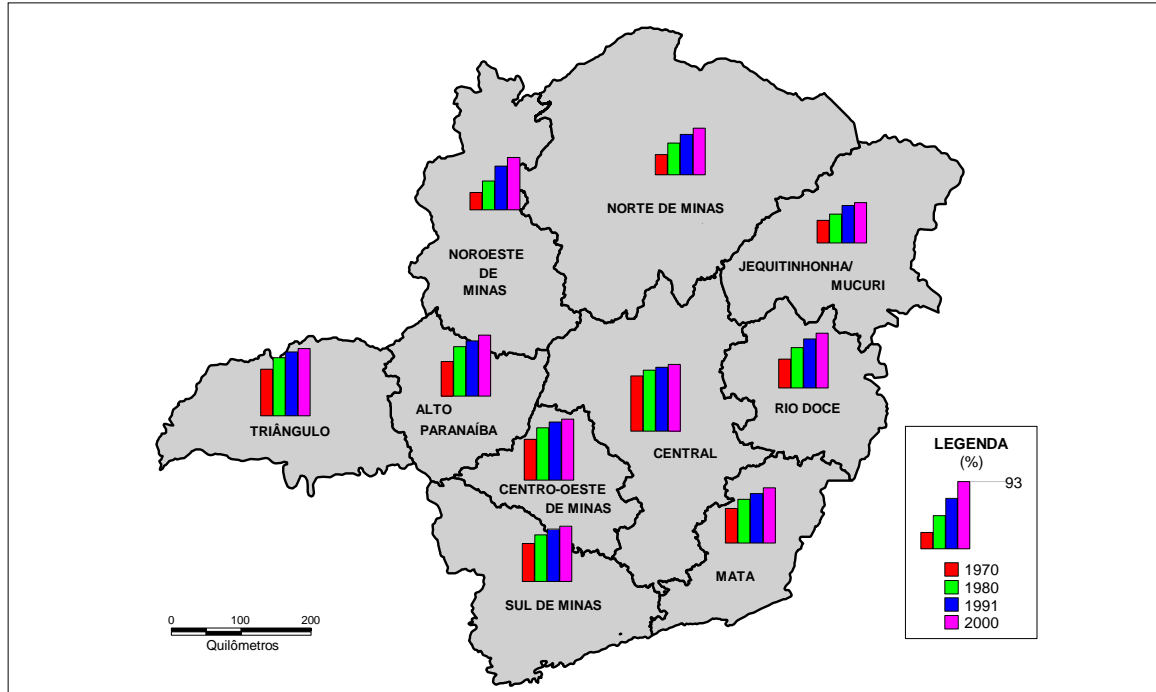 NORTE DE MINAS
NOROESTE
DE
MINAS
JEQUITINHONHA/
MUCURI
TRIÂNGULO
ALTO
PARANAÍBA
CENTRAL
RIO DOCE
CENTRO-OESTE
DE MINAS
MATA
SUL DE MINAS
0 100 200
Quilômetros
LEGENDA
(%)
93
1970
1980
1991
2000